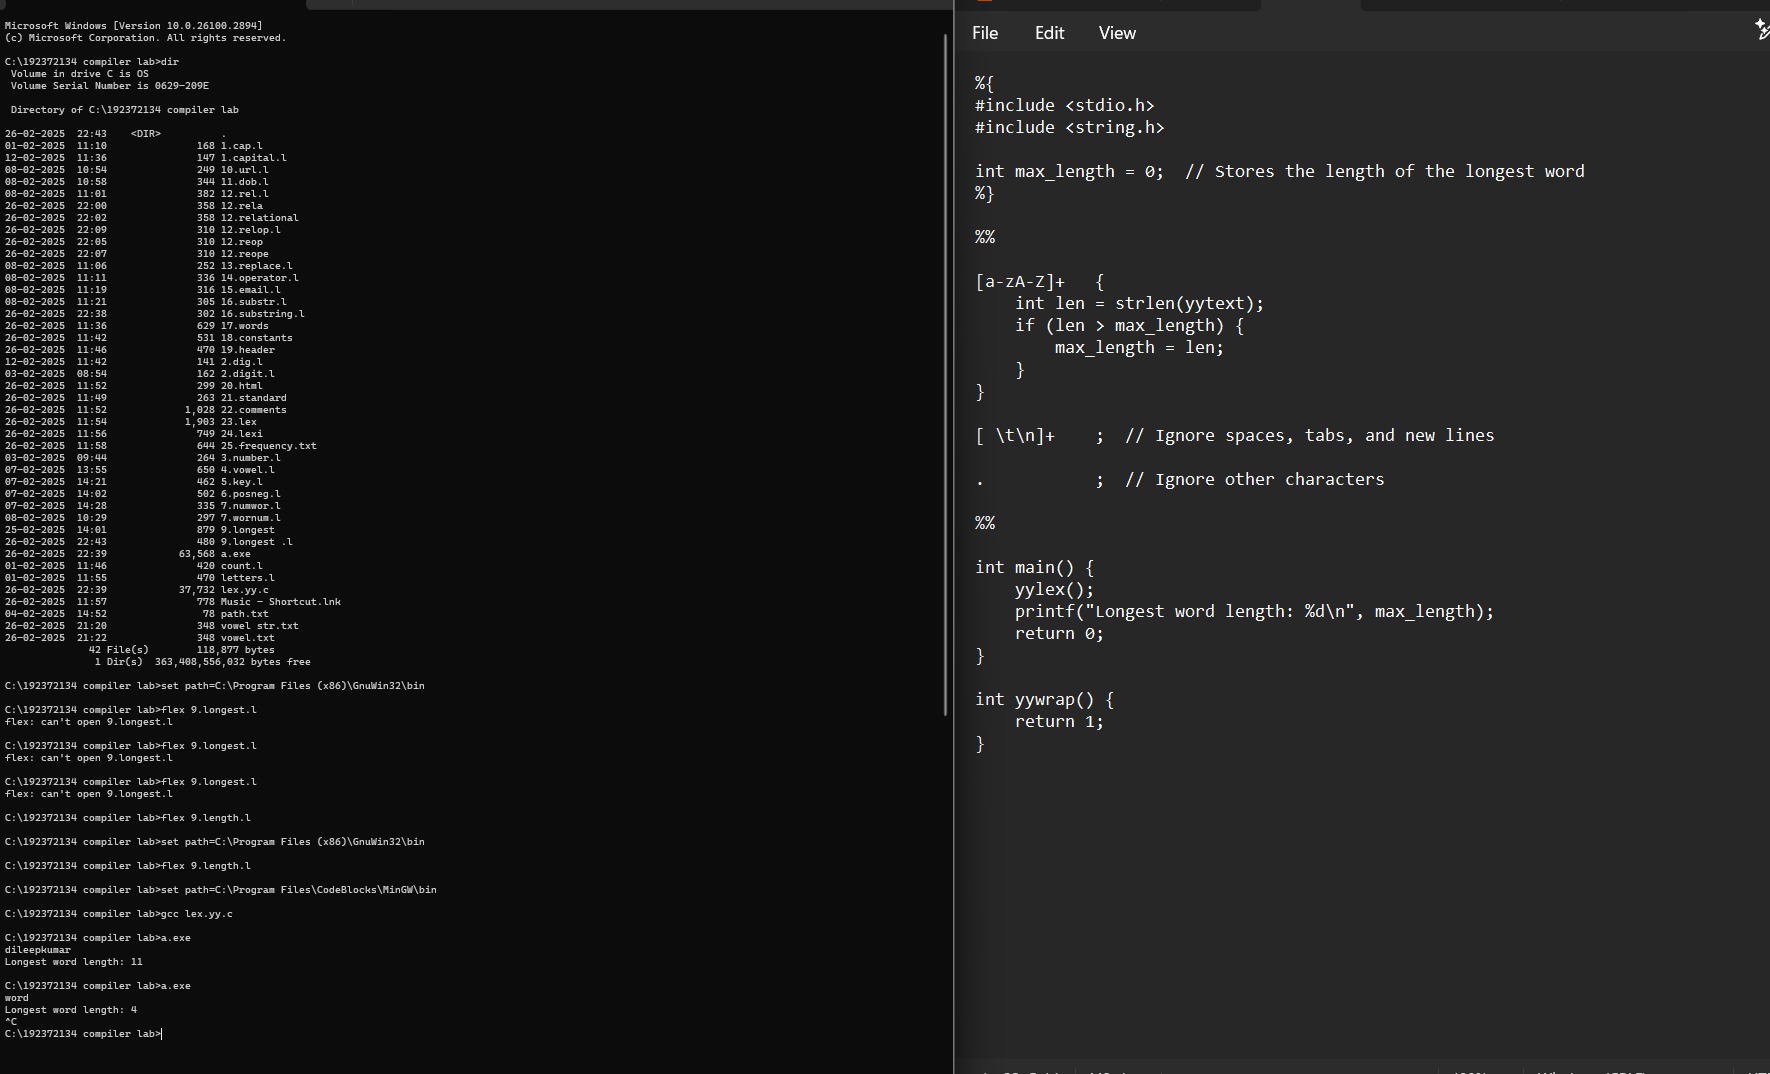 Microsoft Windows [Version 10.0.26100.2894]
(c) Microsoft Corporation. All rights reserved.
C:\192372134 compiler lab>dir
 Volume in drive C is OS
 Volume Serial Number is 0629-209E
 Directory of C:\192372134 compiler lab
26-02-2025  22:43    <DIR>          .
01-02-2025  11:10               168 1.cap.l
12-02-2025  11:36               147 1.capital.l
08-02-2025  10:54               249 10.url.l
08-02-2025  10:58               344 11.dob.l
08-02-2025  11:01               382 12.rel.l
26-02-2025  22:00               358 12.rela
26-02-2025  22:02               358 12.relational
26-02-2025  22:09               310 12.relop.l
26-02-2025  22:05               310 12.reop
26-02-2025  22:07               310 12.reope
08-02-2025  11:06               252 13.replace.l
08-02-2025  11:11               336 14.operator.l
08-02-2025  11:19               316 15.email.l
08-02-2025  11:21               305 16.substr.l
26-02-2025  22:38               302 16.substring.l
26-02-2025  11:36               629 17.words
26-02-2025  11:42               531 18.constants
26-02-2025  11:46               470 19.header
12-02-2025  11:42               141 2.dig.l
03-02-2025  08:54               162 2.digit.l
26-02-2025  11:52               299 20.html
26-02-2025  11:49               263 21.standard
26-02-2025  11:52             1,028 22.comments
26-02-2025  11:54             1,903 23.lex
26-02-2025  11:56               749 24.lexi
26-02-2025  11:58               644 25.frequency.txt
03-02-2025  09:44               264 3.number.l
07-02-2025  13:55               650 4.vowel.l
07-02-2025  14:21               462 5.key.l
07-02-2025  14:02               502 6.posneg.l
07-02-2025  14:28               335 7.numwor.l
08-02-2025  10:29               297 7.wornum.l
25-02-2025  14:01               879 9.longest
26-02-2025  22:43               480 9.longest .l
26-02-2025  22:39            63,568 a.exe
01-02-2025  11:46               420 count.l
01-02-2025  11:55               470 letters.l
26-02-2025  22:39            37,732 lex.yy.c
26-02-2025  11:57               778 Music - Shortcut.lnk
04-02-2025  14:52                78 path.txt
26-02-2025  21:20               348 vowel str.txt
26-02-2025  21:22               348 vowel.txt
              42 File(s)        118,877 bytes
               1 Dir(s)  363,408,556,032 bytes free
C:\192372134 compiler lab>set path=C:\Program Files (x86)\GnuWin32\bin
C:\192372134 compiler lab>flex 9.longest.l
flex: can't open 9.longest.l
C:\192372134 compiler lab>flex 9.longest.l
flex: can't open 9.longest.l
C:\192372134 compiler lab>flex 9.longest.l
flex: can't open 9.longest.l
C:\192372134 compiler lab>flex 9.length.l
C:\192372134 compiler lab>set path=C:\Program Files (x86)\GnuWin32\bin
C:\192372134 compiler lab>flex 9.length.l
C:\192372134 compiler lab>set path=C:\Program Files\CodeBlocks\MinGW\bin
C:\192372134 compiler lab>gcc lex.yy.c
C:\192372134 compiler lab>a.exe
dileepkumar
Longest word length: 11
C:\192372134 compiler lab>a.exe
word
Longest word length: 4
^C
C:\192372134 compiler lab>
File Edit View
%{
#include <stdio.h>
#include <string.h>
int max_length = 0;  // Stores the length of the longest word
%}
%%
[a-zA-Z]+   {
    int len = strlen(yytext);
    if (len > max_length) {
        max_length = len;
    }
}
[ \t\n]+    ;  // Ignore spaces, tabs, and new lines
.           ;  // Ignore other characters
%%
int main() {
    yylex();
    printf("Longest word length: %d\n", max_length);
    return 0;
}
int yywrap() {
    return 1;
}